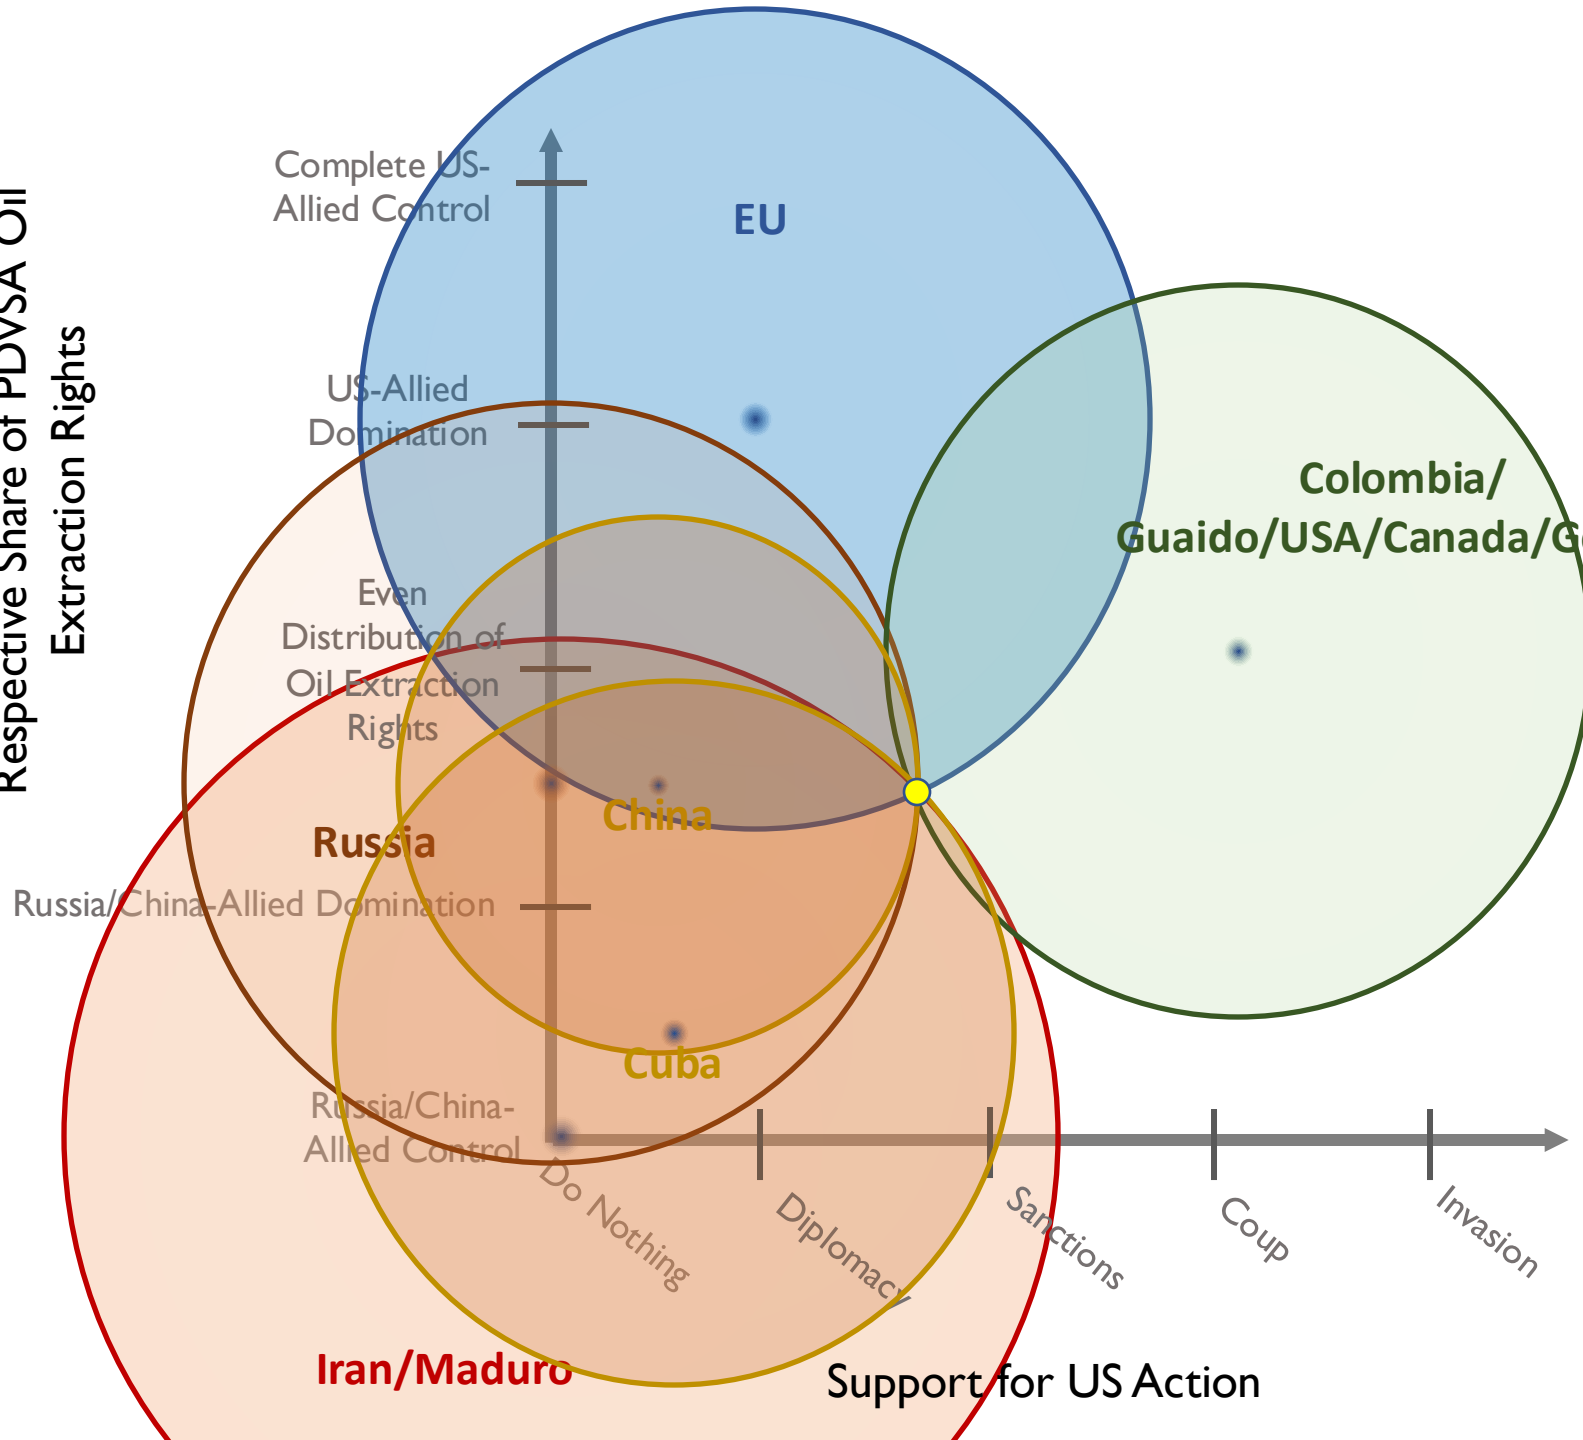 Respective Share of PDVSA Oil
Extraction Rights
Complete US-
Allied Control
EU
US-Allied
Domination
Colombia/
Guaido/USA/Canada/
Even
Distribution of
Oil Extraction
Rights
China
Russia
Russia/China-Allied Domination
Cuba
Russia/China-
Allied Control
Do Nothing
Diplomacy
Sanctions
Coup
Invasion
Iran/Maduro
Support for US Action